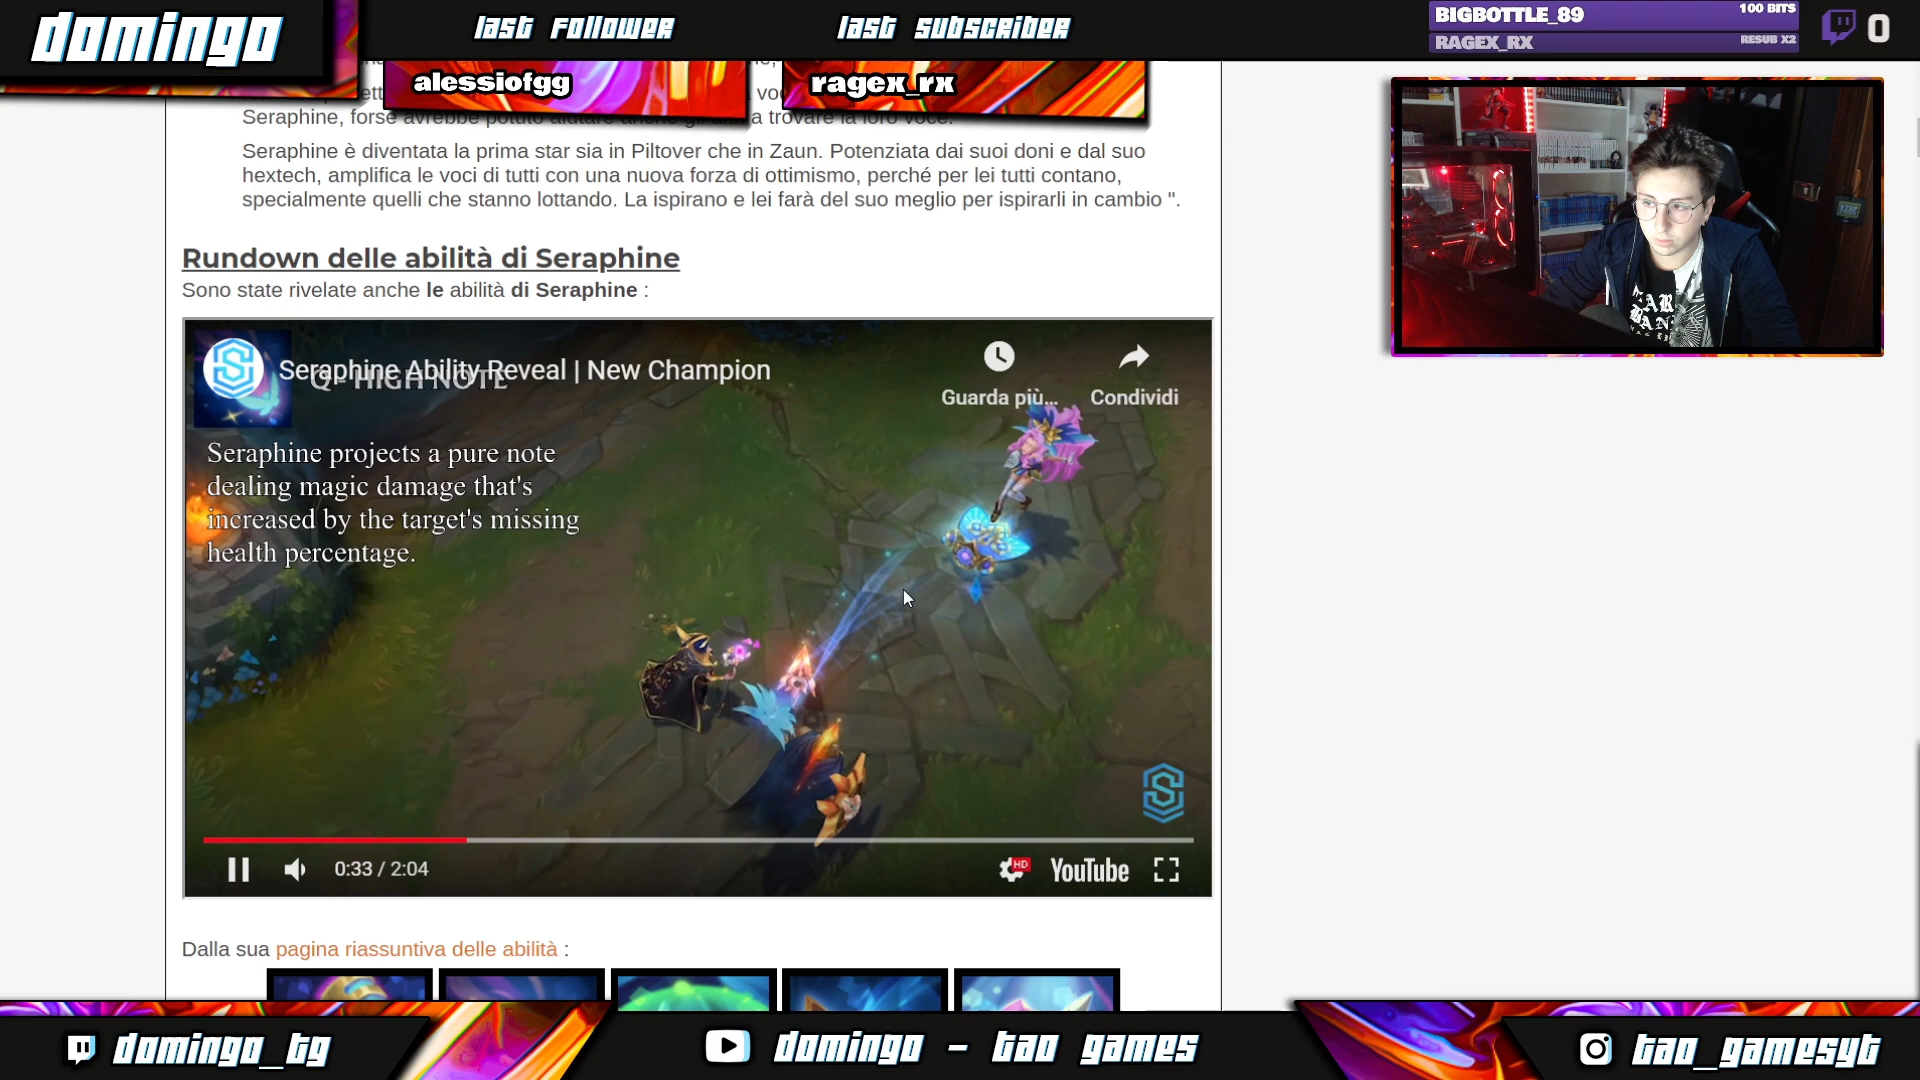 domingo
last follower
last subscriber
BIGBOTTLE_89
100 BITS
RAGEX_RX
RESUB X2
0
alessiofgg
ragex_rx
Seraphine, forse avrebbe potuto aiutare anche a trovare la loro voce.
Seraphine è diventata la prima star sia in Piltover che in Zaun. Potenziata dai suoi doni e dal suo
hextech, amplifica le voci di tutti con una nuova forza di ottimismo, perché per lei tutti contano,
specialmente quelli che stanno lottando. La ispirano e lei farà del suo meglio per ispirarli in cambio ".
Rundown delle abilità di Seraphine
Sono state rivelate anche le abilità di Seraphine :
Seraphine Ability Reveal | New Champion
Q - HIGH NOTE
Guarda più...
Condividi
Seraphine projects a pure note
dealing magic damage that's
increased by the target's missing
health percentage.
0:33 / 2:04
HD
YouTube
Dalla sua pagina riassuntiva delle abilità :
domingo_tg
domingo - tao games
tao_gamesyt